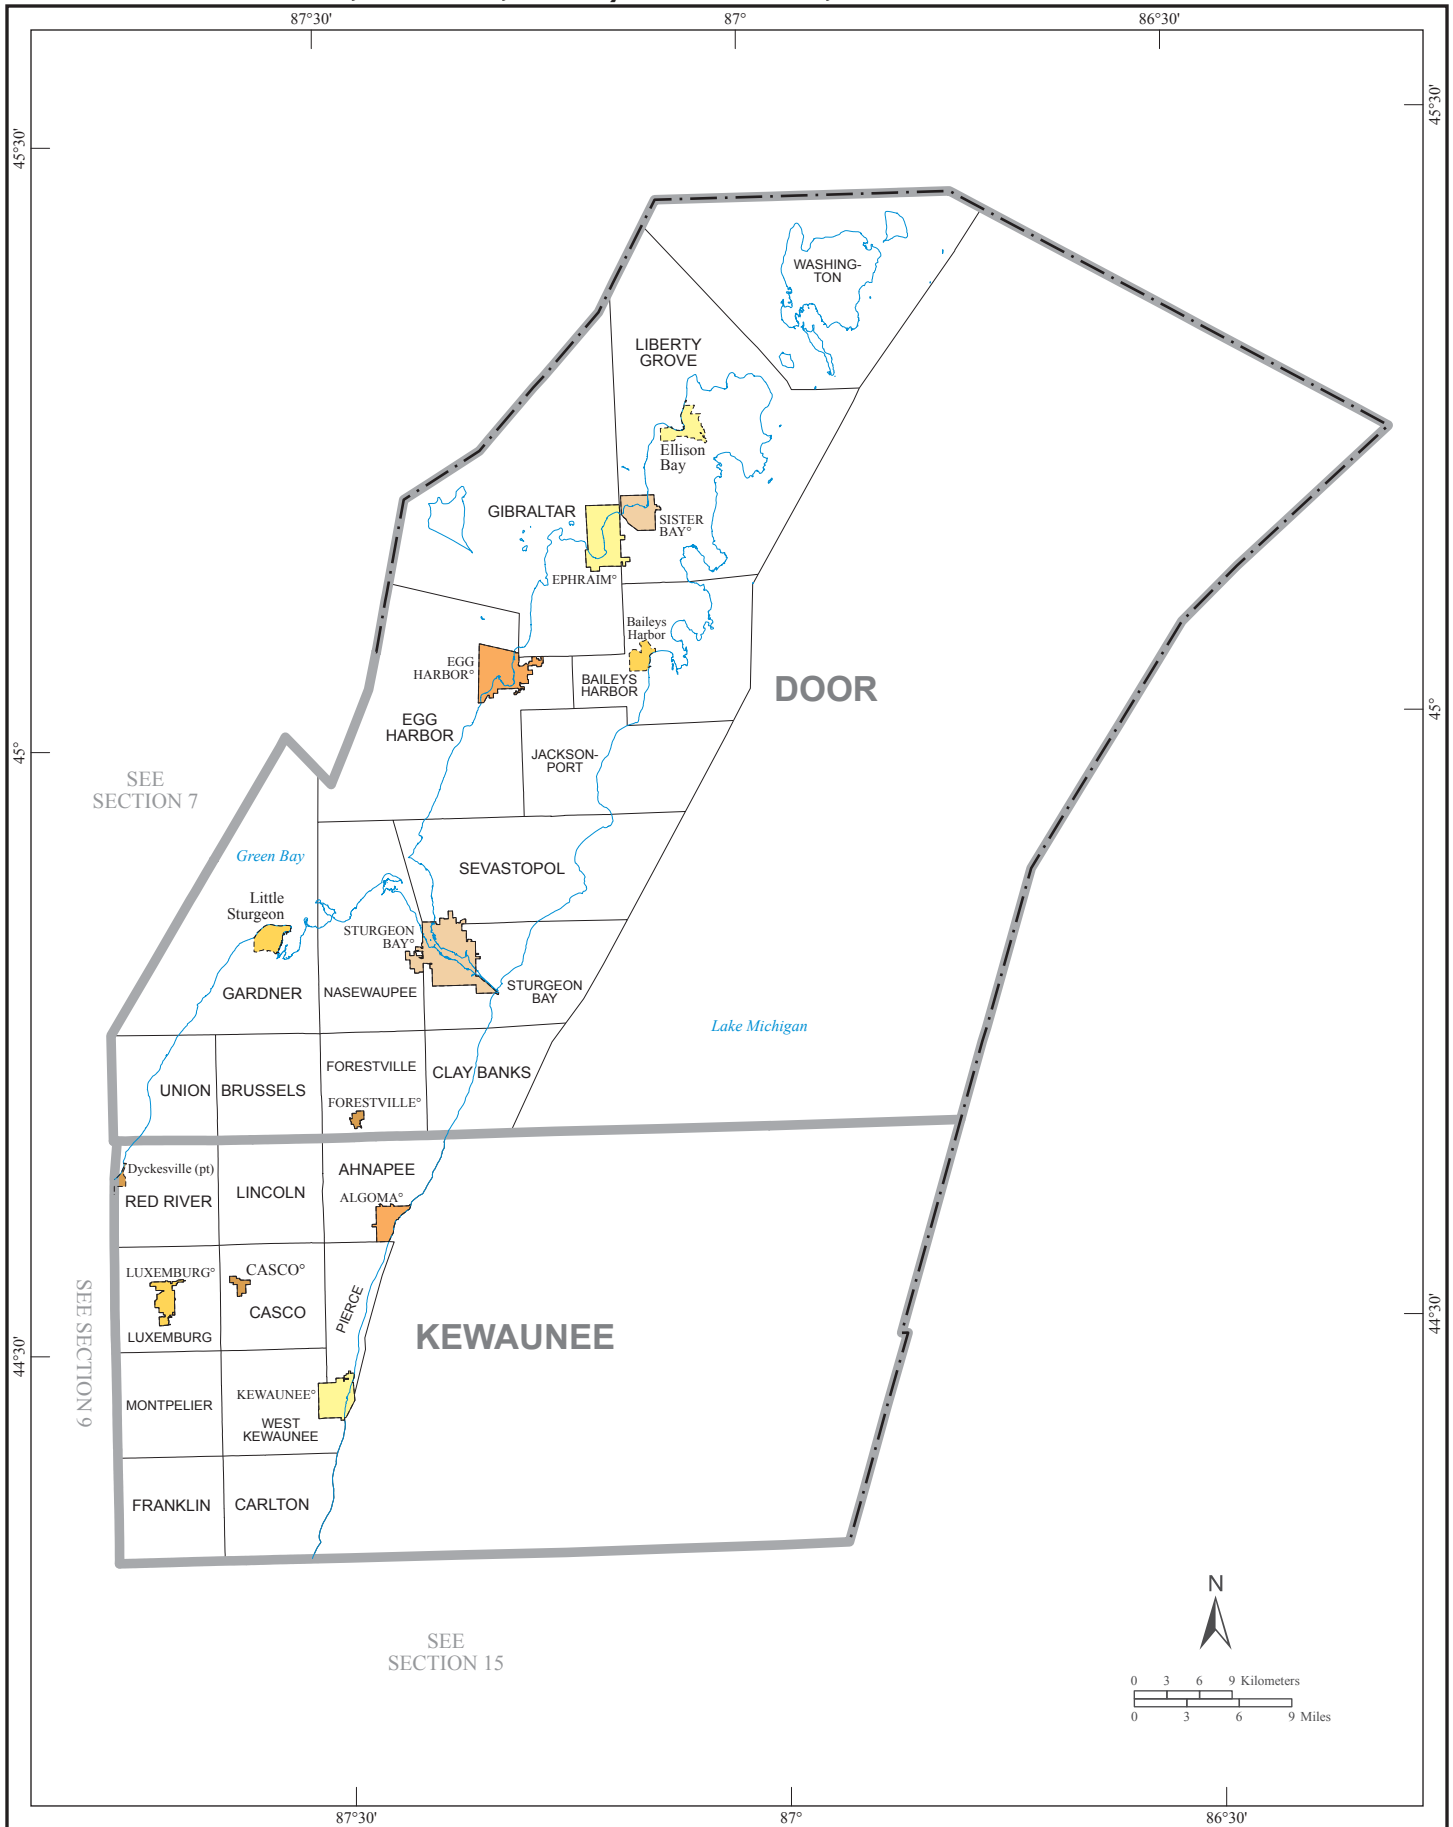 87°30'
87°
86°30'
45°30'
45°30'
WASHING-
TON
LIBERTY
GROVE
Ellison
Bay
GIBRALTAR
SISTER
BAY°
EPHRAIM°
Baileys
Harbor
EGG
HARBOR°
BAILEYS
HARBOR
DOOR
EGG
HARBOR
45°
45°
JACKSON-
PORT
SEE
SECTION 7
Green Bay
SEVASTOPOL
Little
Sturgeon
STURGEON
BAY°
GARDNER
NASEWAUPEE
STURGEON
BAY
Lake Michigan
FORESTVILLE
UNION
BRUSSELS
CLAY BANKS
FORESTVILLE°
Dyckesville (pt)
AHNAPEE
RED RIVER
LINCOLN
ALGOMA°
LUXEMBURG°
CASCO°
CASCO
PIERCE
LUXEMBURG
KEWAUNEE
44°30'
44°30'
SEE SECTION 9
MONTPELIER
KEWAUNEE°
WEST
KEWAUNEE
FRANKLIN
CARLTON
N
SEE
SECTION 15
0 3 6 9 Kilometers
0 3 6 9 Miles
87°30'
87°
86°30'